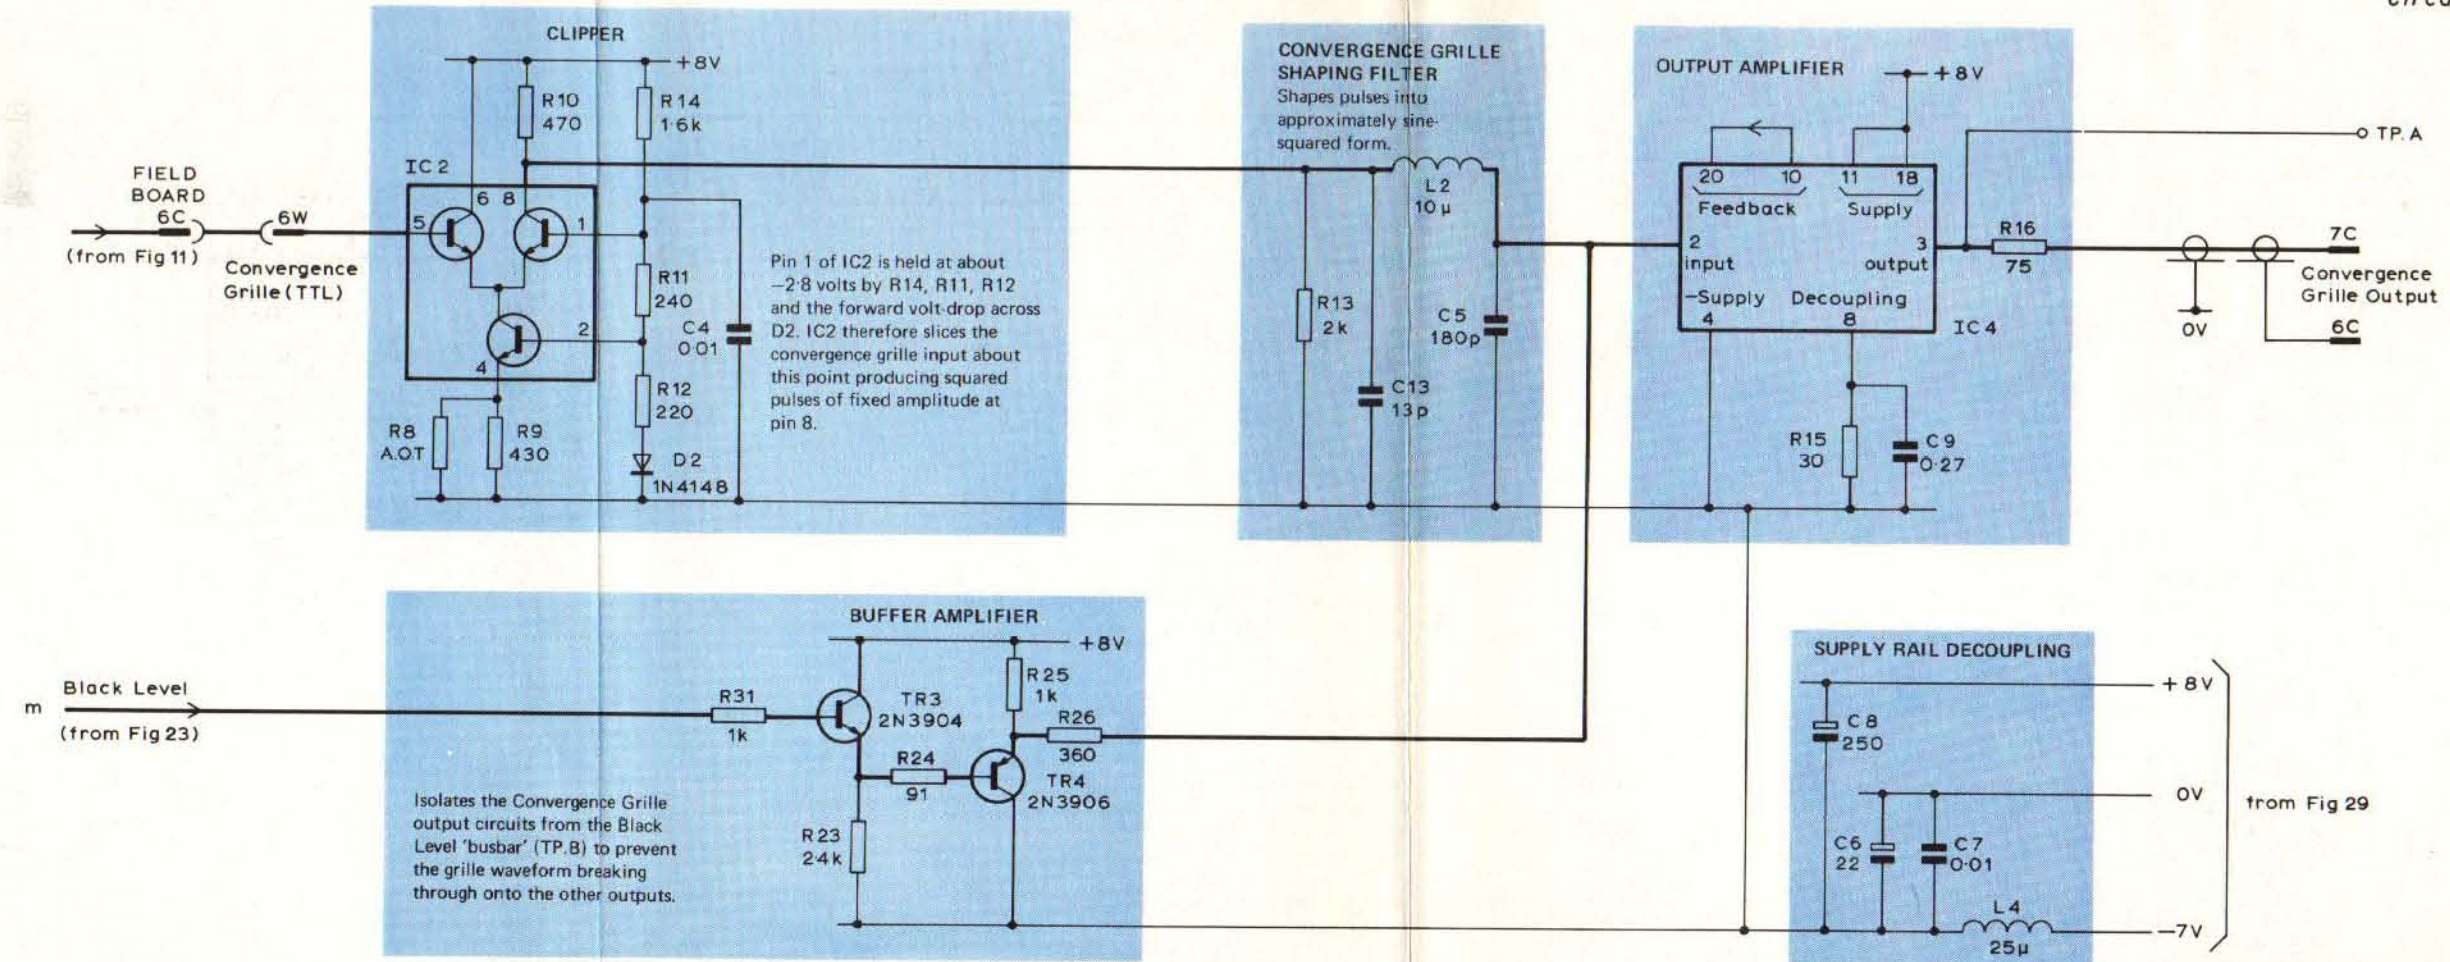 circu
CLIPPER
+8V
R10
470
R14
1·6k
IC 2
6 8
5
1
2
4
FIELD
BOARD
6C
6W
(from Fig 11)
Convergence
Grille (TTL)
R11
240
C4
0·01
R12
220
R8
A.O.T
R9
430
D2
1N4148
Pin 1 of IC2 is held at about
−2·8 volts by R14, R11, R12
and the forward volt-drop across
D2. IC2 therefore slices the
convergence grille input about
this point producing squared
pulses of fixed amplitude at
pin 8.
CONVERGENCE GRILLE
SHAPING FILTER
Shapes pulses into
approximately sine-
squared form.
L2
10µ
R13
2k
C13
13p
C5
180p
OUTPUT AMPLIFIER
+8V
20 10 11 18
Feedback Supply
2 3
input output
−Supply Decoupling
4 8
IC4
R15
30
C9
0·27
TP.A
R16
75
0V
7C
Convergence
Grille Output
6C
BUFFER AMPLIFIER
+8V
m
Black Level
(from Fig 23)
R31
1k
TR3
2N3904
R25
1k
R26
360
R24
91
TR4
2N3906
R23
2·4k
Isolates the Convergence Grille
output circuits from the Black
Level 'busbar' (TP.B) to prevent
the grille waveform breaking
through onto the other outputs.
SUPPLY RAIL DECOUPLING
+8V
C8
250
0V
from Fig 29
C6
22
C7
0·01
L4
25µ
−7V